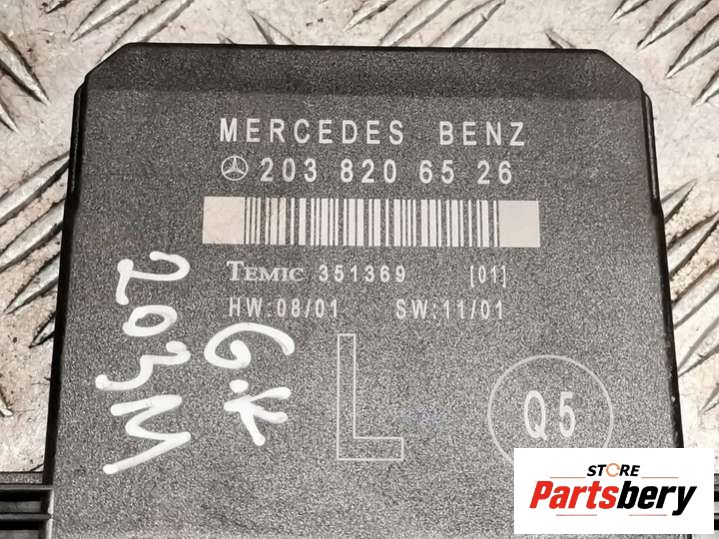 MERCEDES BENZ
203 820 65 26
TEMIC 351369 [01]
HW:08/01 SW:11/01
L
Q5
G.K
203M
STORE
Partsbery